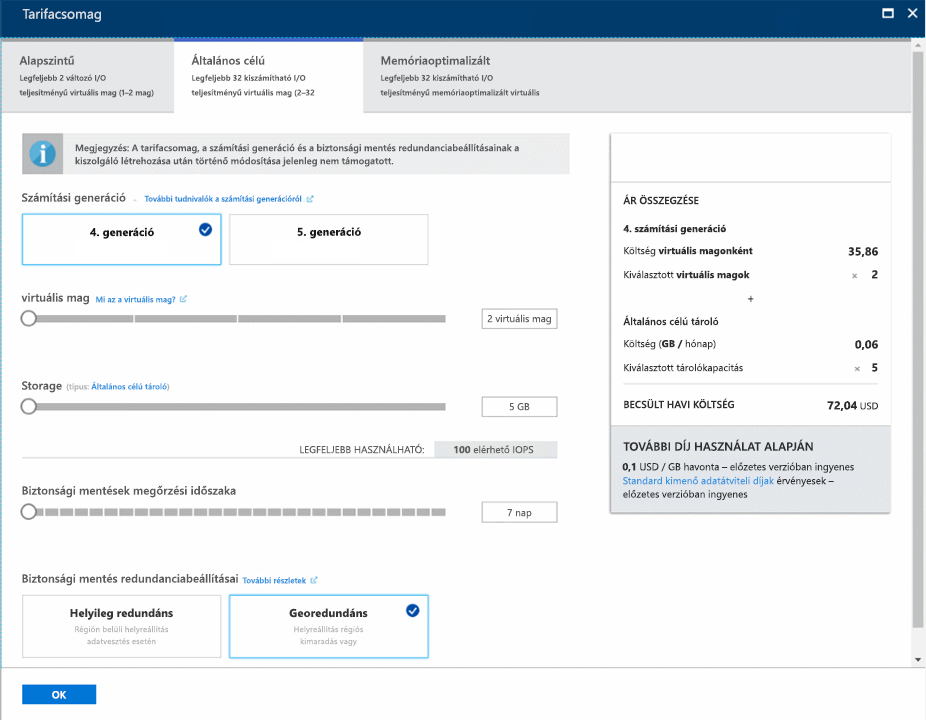 Tarifacsomag
Alapszintű
Legfeljebb 2 változó I/O
teljesítményű virtuális mag (1–2 mag)
Általános célú
Legfeljebb 32 kiszámítható I/O
teljesítményű virtuális mag (2–32
Memóriaoptimalizált
Legfeljebb 32 kiszámítható I/O
teljesítményű memóriaoptimalizált virtuális
Megjegyzés: A tarifacsomag, a számítási generáció és a biztonsági mentés redundanciabeállításainak a
kiszolgáló létrehozása után történő módosítása jelenleg nem támogatott.
Számítási generáció - További tudnivalók a számítási generációról
4. generáció
5. generáció
virtuális mag Mi az a virtuális mag?
2 virtuális mag
Storage (típus: Általános célú tároló)
5 GB
LEGFELJEBB HASZNÁLHATÓ: 100 elérhető IOPS
Biztonsági mentések megőrzési időszaka
7 nap
Biztonsági mentés redundanciabeállításai További részletek
Helyileg redundáns
Régión belüli helyreállítás
adatvesztés esetén
Georedundáns
Helyreállítás régiós
kimaradás vagy
OK
ÁR ÖSSZEGZÉSE
4. számítási generáció
Költség virtuális magonként 35,86
Kiválasztott virtuális magok × 2
+
Általános célú tároló
Költség (GB / hónap) 0,06
Kiválasztott tárolókapacitás × 5
BECSÜLT HAVI KÖLTSÉG 72,04 USD
TOVÁBBI DÍJ HASZNÁLAT ALAPJÁN
0,1 USD / GB havonta – előzetes verzióban ingyenes
Standard kimenő adatátviteli díjak érvényesek –
előzetes verzióban ingyenes